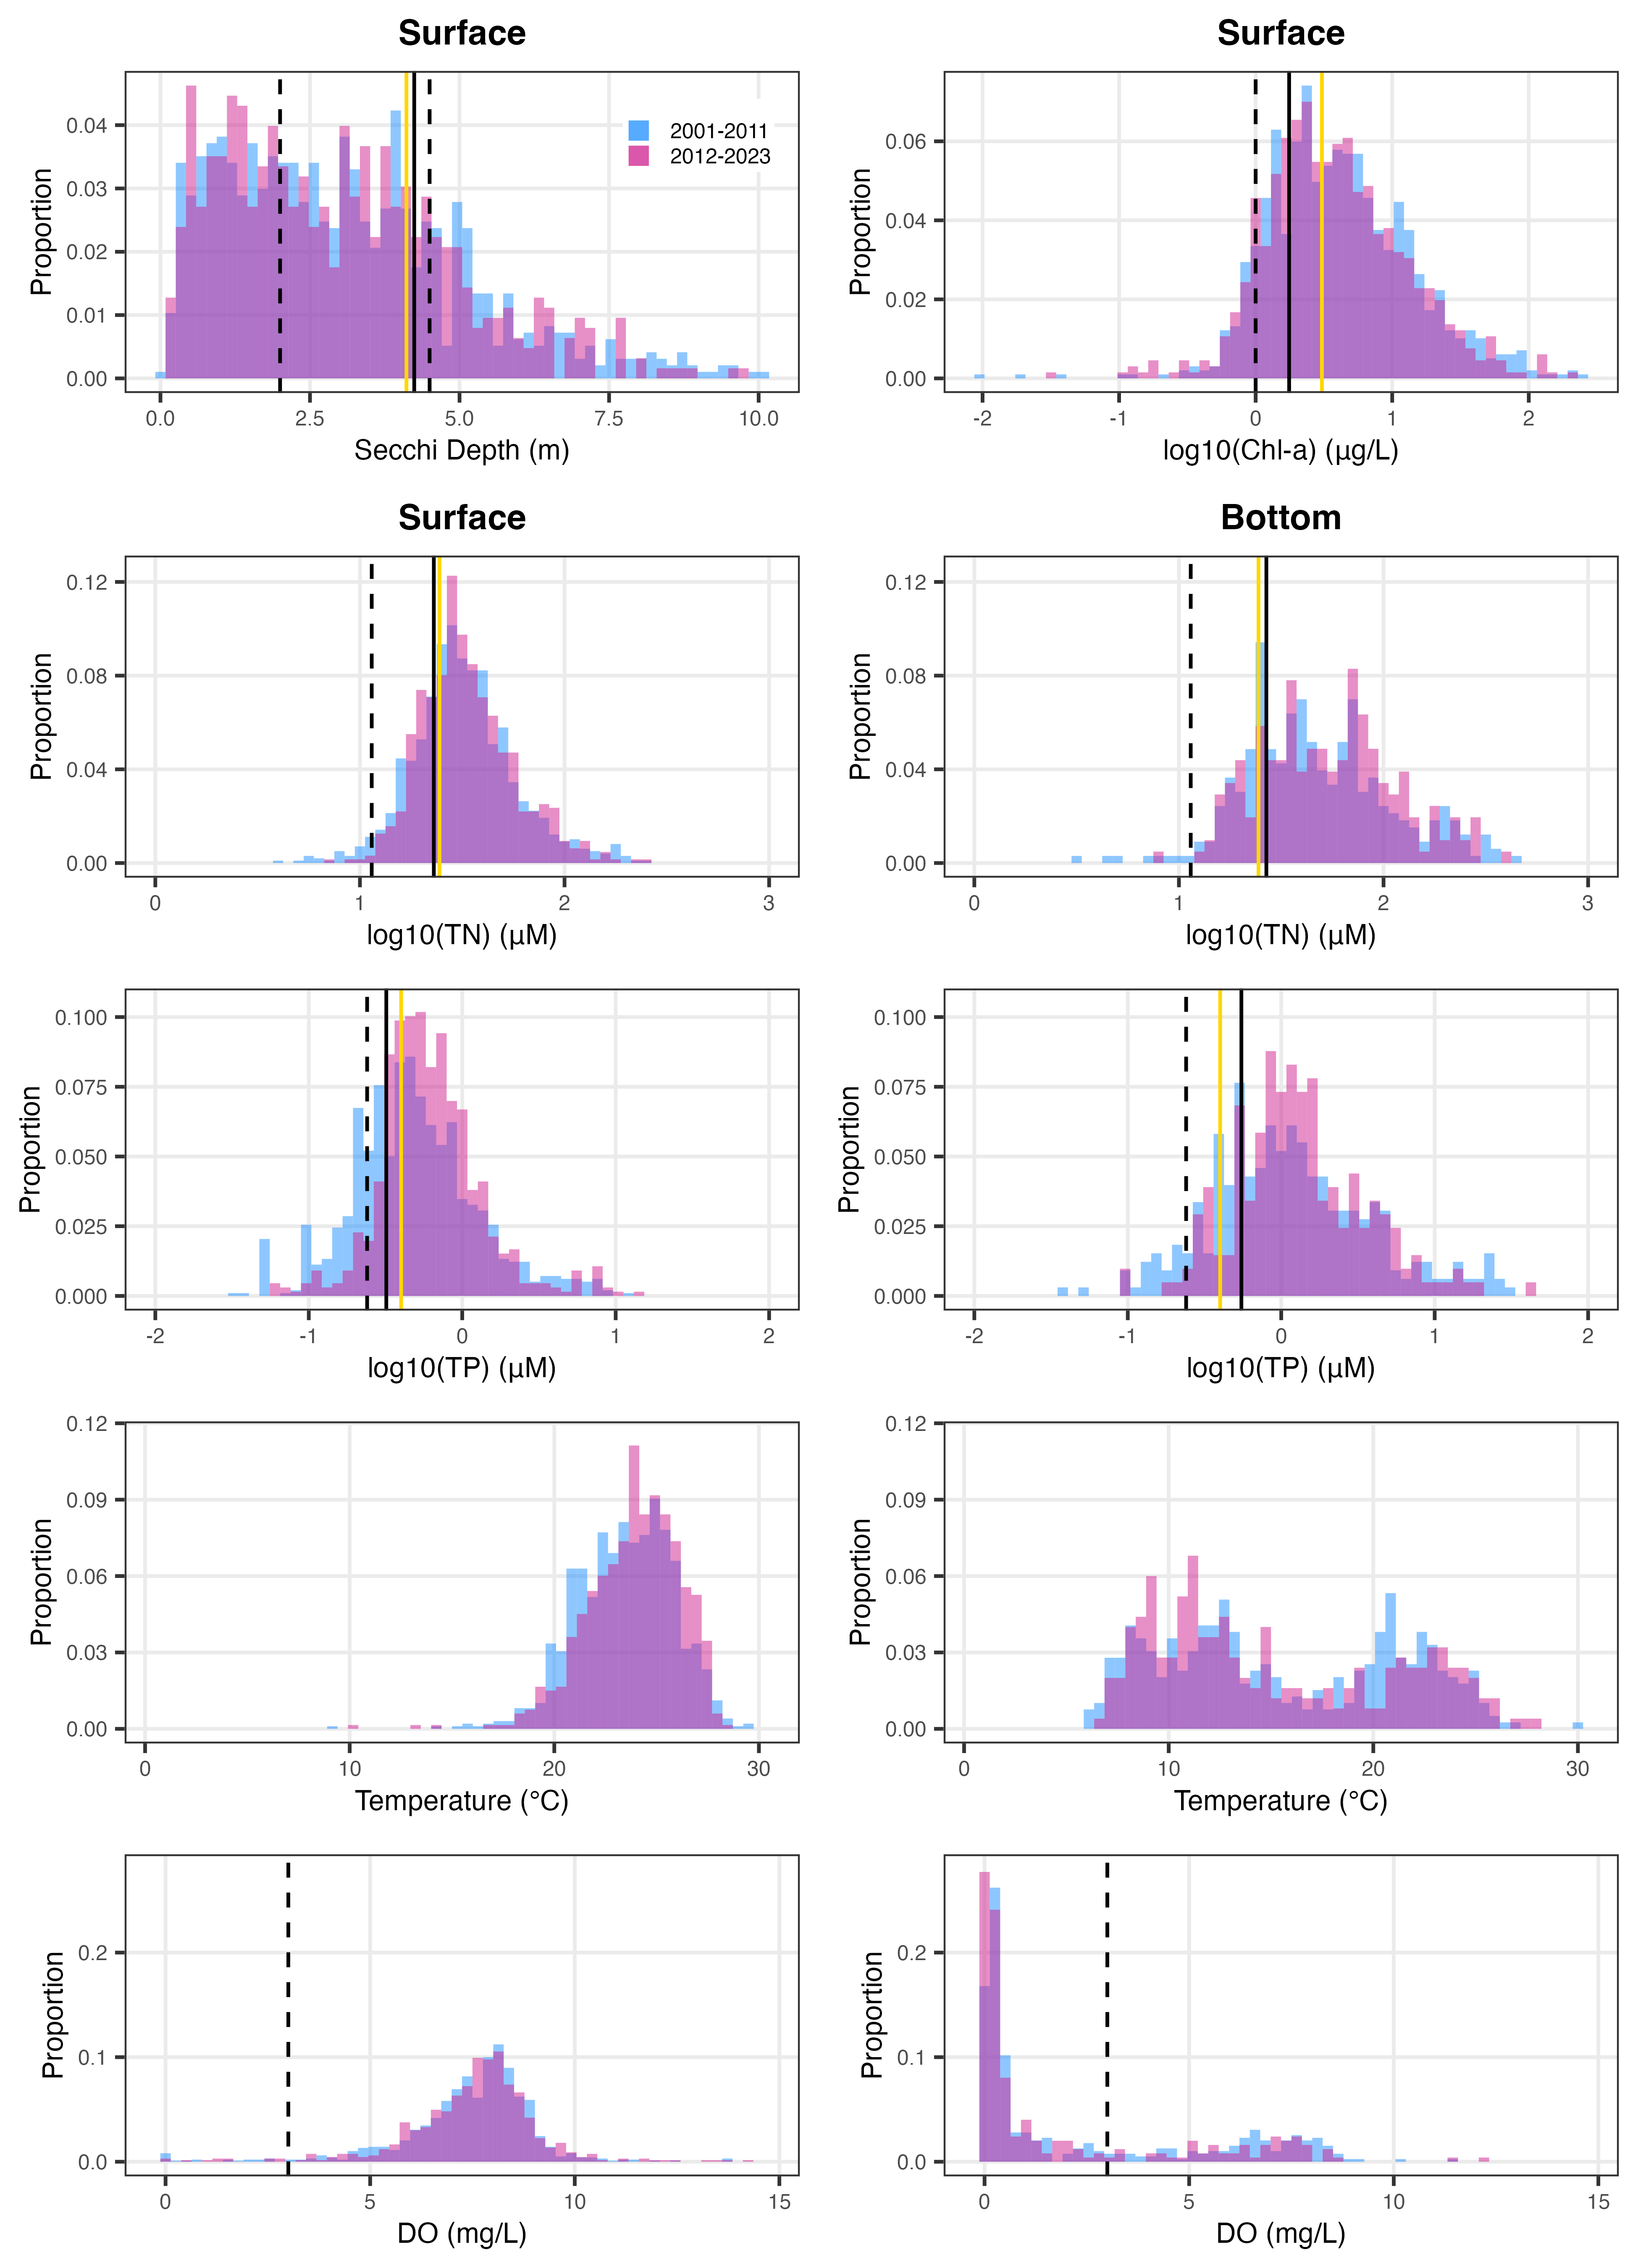 Surface
Surface
Proportion
0.04
0.03
0.02
0.01
0.00
2001-2011
2012-2023
0.0 2.5 5.0 7.5 10.0
Secchi Depth (m)
Proportion
0.06
0.04
0.02
0.00
-2 -1 0 1 2
log10(Chl-a) (µg/L)
Surface
Bottom
Proportion
0.12
0.08
0.04
0.00
0 1 2 3
log10(TN) (µM)
Proportion
0.12
0.08
0.04
0.00
0 1 2 3
log10(TN) (µM)
Proportion
0.100
0.075
0.050
0.025
0.000
-2 -1 0 1 2
log10(TP) (µM)
Proportion
0.100
0.075
0.050
0.025
0.000
-2 -1 0 1 2
log10(TP) (µM)
Proportion
0.12
0.09
0.06
0.03
0.00
0 10 20 30
Temperature (°C)
Proportion
0.12
0.09
0.06
0.03
0.00
0 10 20 30
Temperature (°C)
Proportion
0.2
0.1
0.0
0 5 10 15
DO (mg/L)
Proportion
0.2
0.1
0.0
0 5 10 15
DO (mg/L)